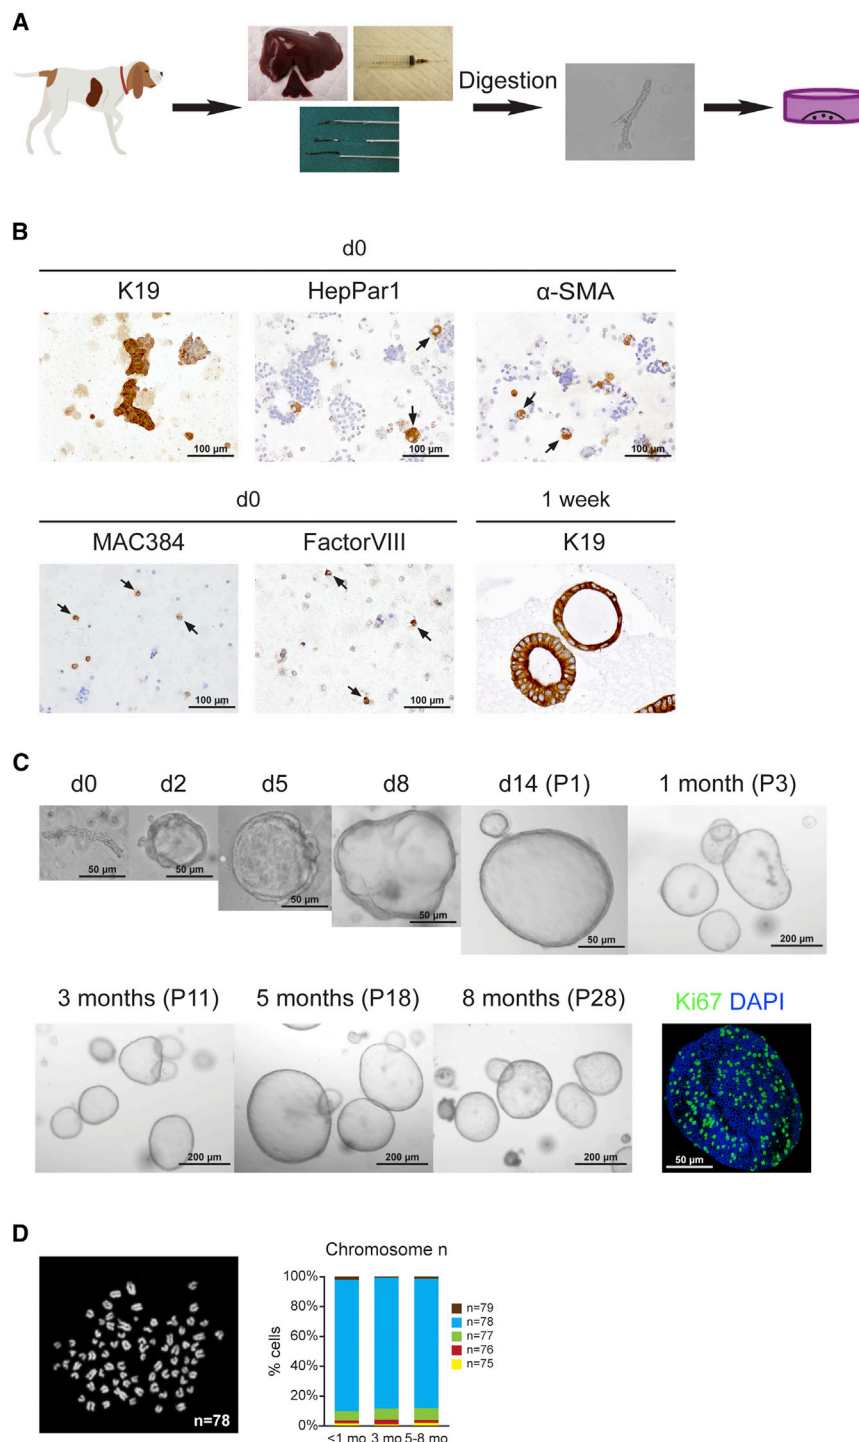 A
Digestion
B
d0
K19 HepPar1 α-SMA
100 µm 100 µm 100 µm
d0 1 week
MAC384 FactorVIII K19
100 µm 100 µm
C
d0 d2 d5 d8 d14 (P1) 1 month (P3)
50 µm 50 µm 50 µm 50 µm 50 µm 200 µm
3 months (P11) 5 months (P18) 8 months (P28) Ki67 DAPI
200 µm 200 µm 200 µm 50 µm
D
n=78
Chromosome n
100%
80%
60%
40%
20%
0%
% cells
<1 mo 3 mo 5-8 mo
n=79
n=78
n=77
n=76
n=75